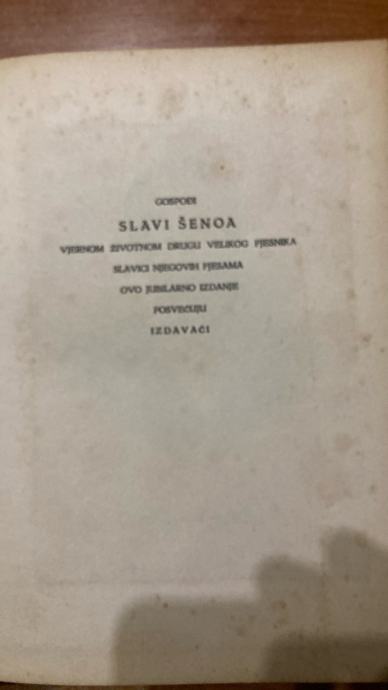 GOSPOĐI
SLAVI ŠENOA
VJERNOM ŽIVOTNOM DRUGU VELIKOG PJESNIKA
SLAVICI NJEGOVIH PJESAMA
OVO JUBILARNO IZDANJE
POSVEĆUJU
IZDAVAČI